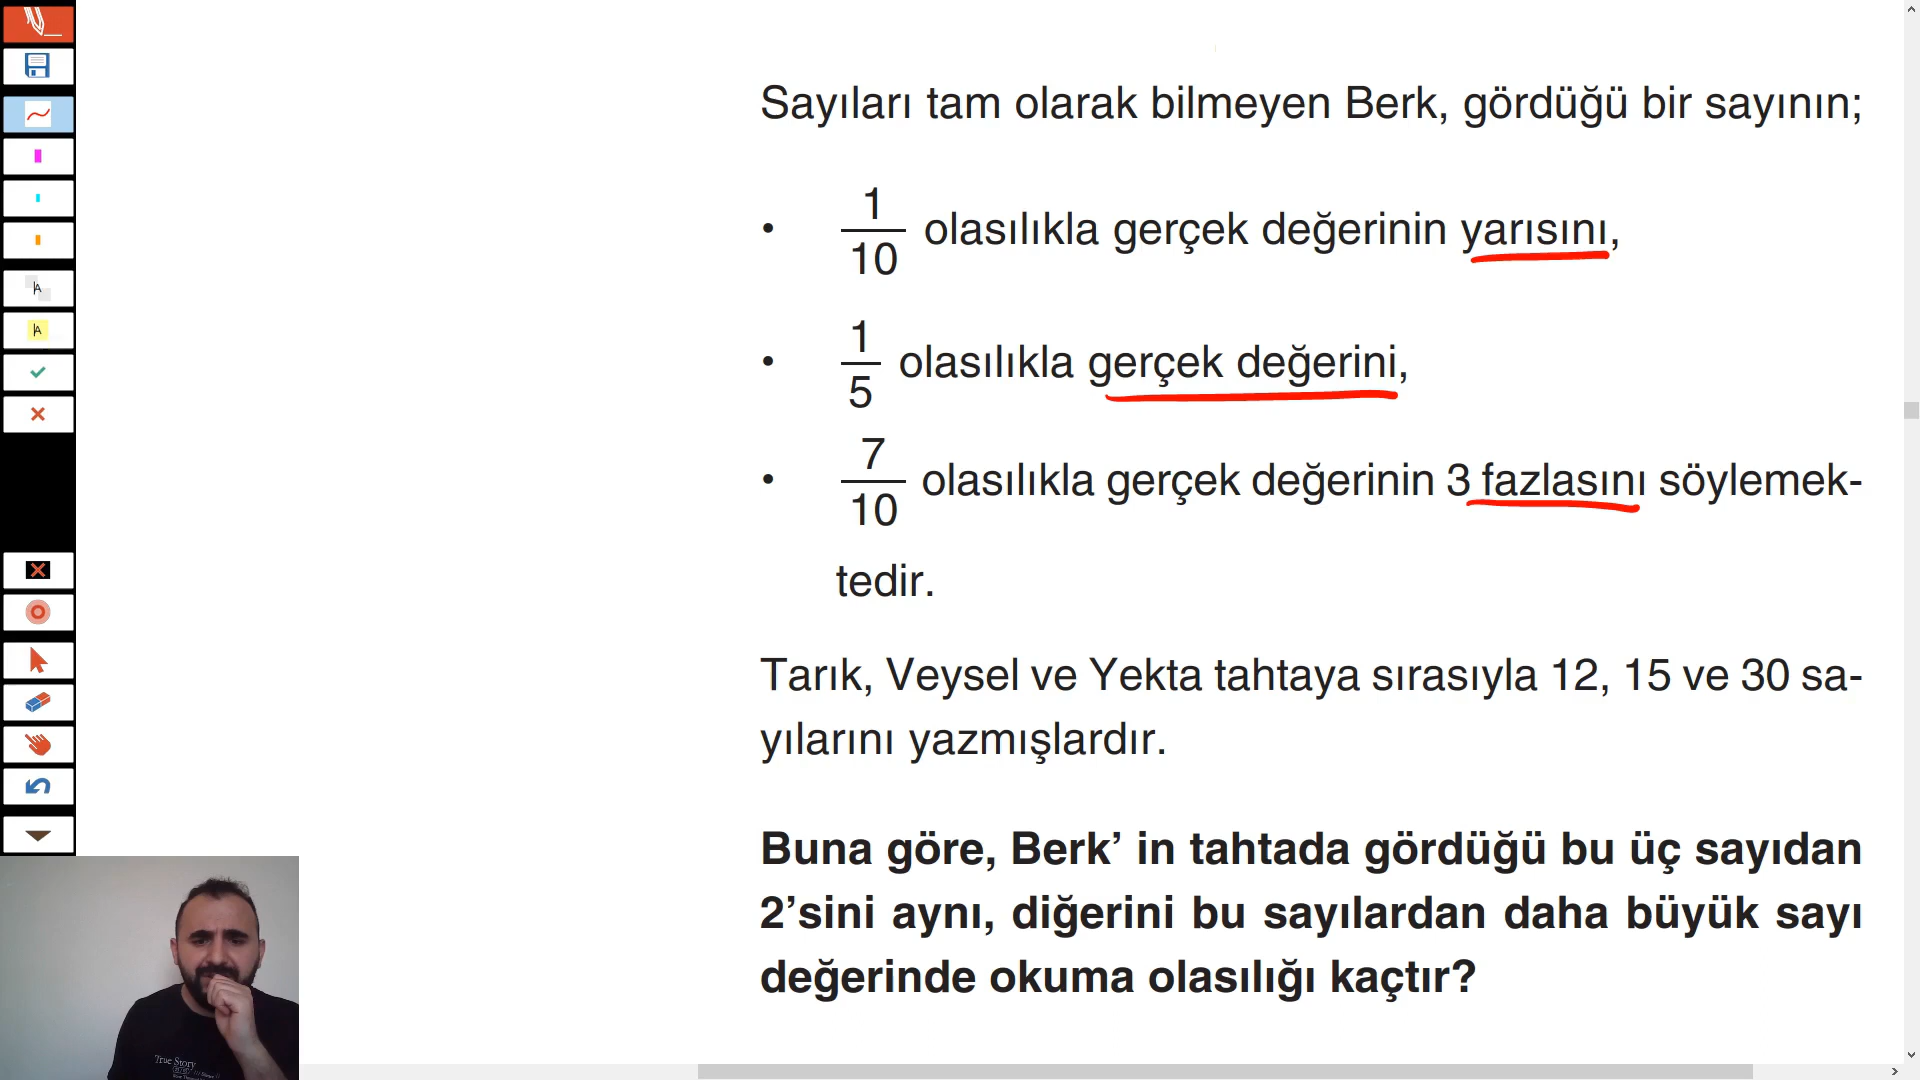 Sayıları tam olarak bilmeyen Berk, gördüğü bir sayının;
• 1/10 olasılıkla gerçek değerinin yarısını,
• 1/5 olasılıkla gerçek değerini,
• 7/10 olasılıkla gerçek değerinin 3 fazlasını söylemek-
tedir.
Tarık, Veysel ve Yekta tahtaya sırasıyla 12, 15 ve 30 sa-
yılarını yazmışlardır.
Buna göre, Berk’ in tahtada gördüğü bu üç sayıdan
2’sini aynı, diğerini bu sayılardan daha büyük sayı
değerinde okuma olasılığı kaçtır?
A
A
True Story